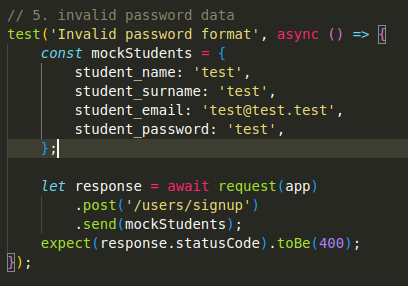 // 5. invalid password data
test('Invalid password format', async () => {
    const mockStudents = {
        student_name: 'test',
        student_surname: 'test',
        student_email: 'test@test.test',
        student_password: 'test',
    };
    let response = await request(app)
        .post('/users/signup')
        .send(mockStudents);
    expect(response.statusCode).toBe(400);
});